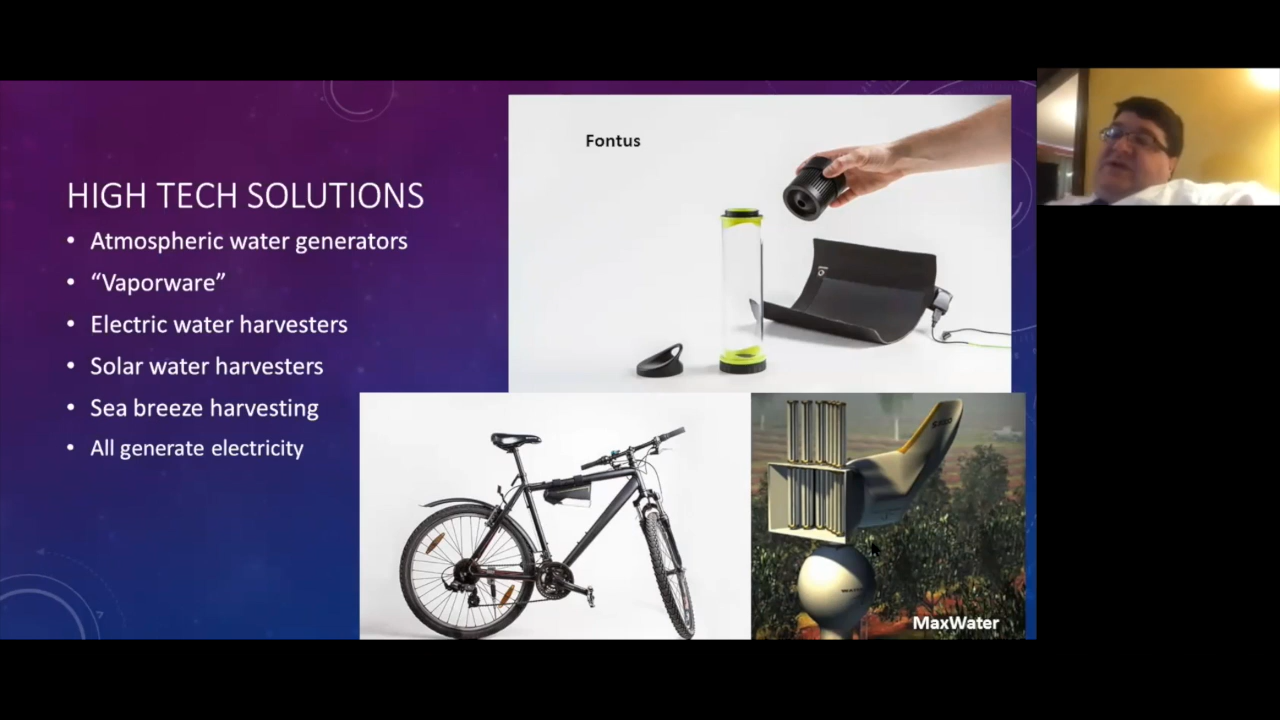 HIGH TECH SOLUTIONS
• Atmospheric water generators
• “Vaporware”
• Electric water harvesters
• Solar water harvesters
• Sea breeze harvesting
• All generate electricity
Fontus
MaxWater